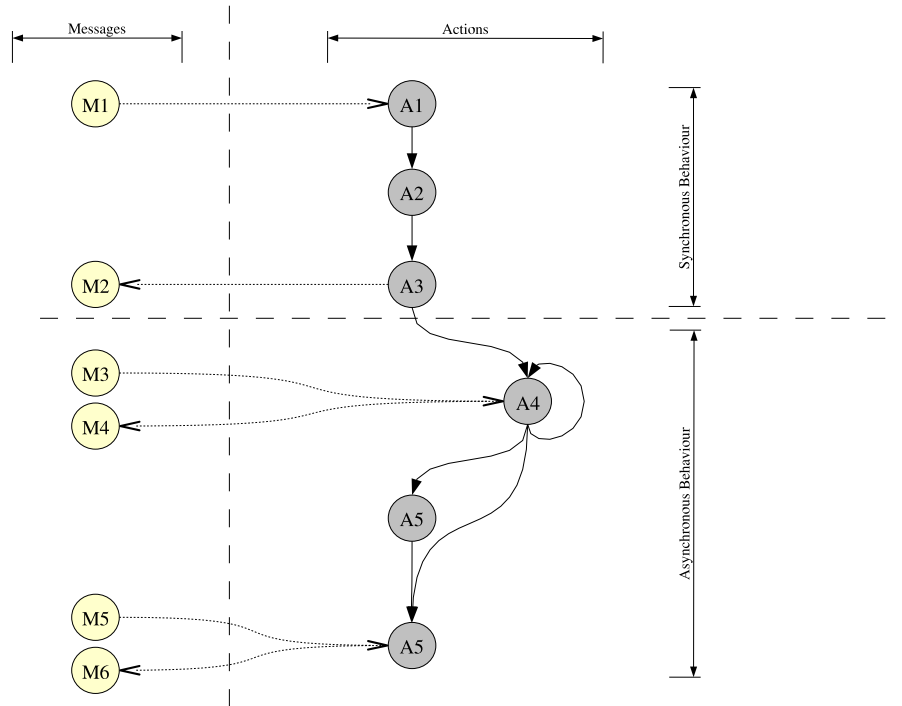 Messages
Actions
M1
A1
A2
Synchronous Behaviour
M2
A3
M3
A4
M4
Asynchronous Behaviour
A5
M5
A5
M6